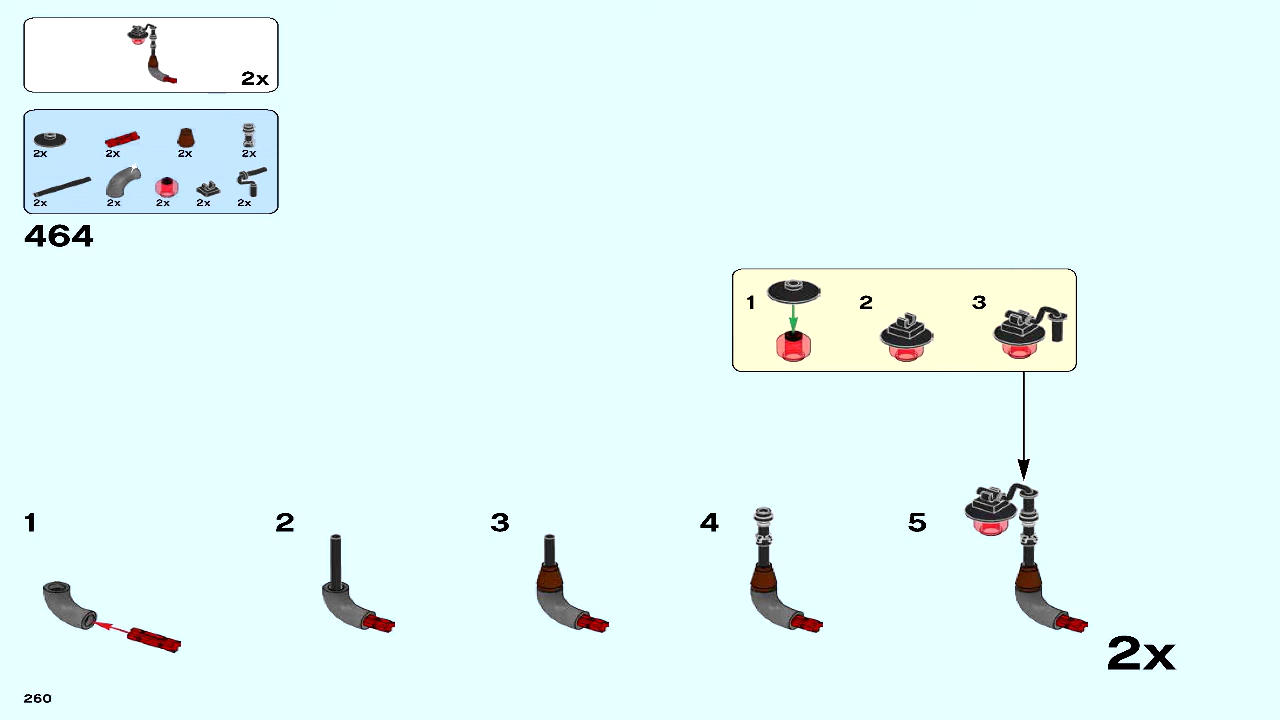 2x
2x 2x 2x 2x
2x 2x 2x 2x 2x
464
1 2 3
1 2 3 4 5
2x
260